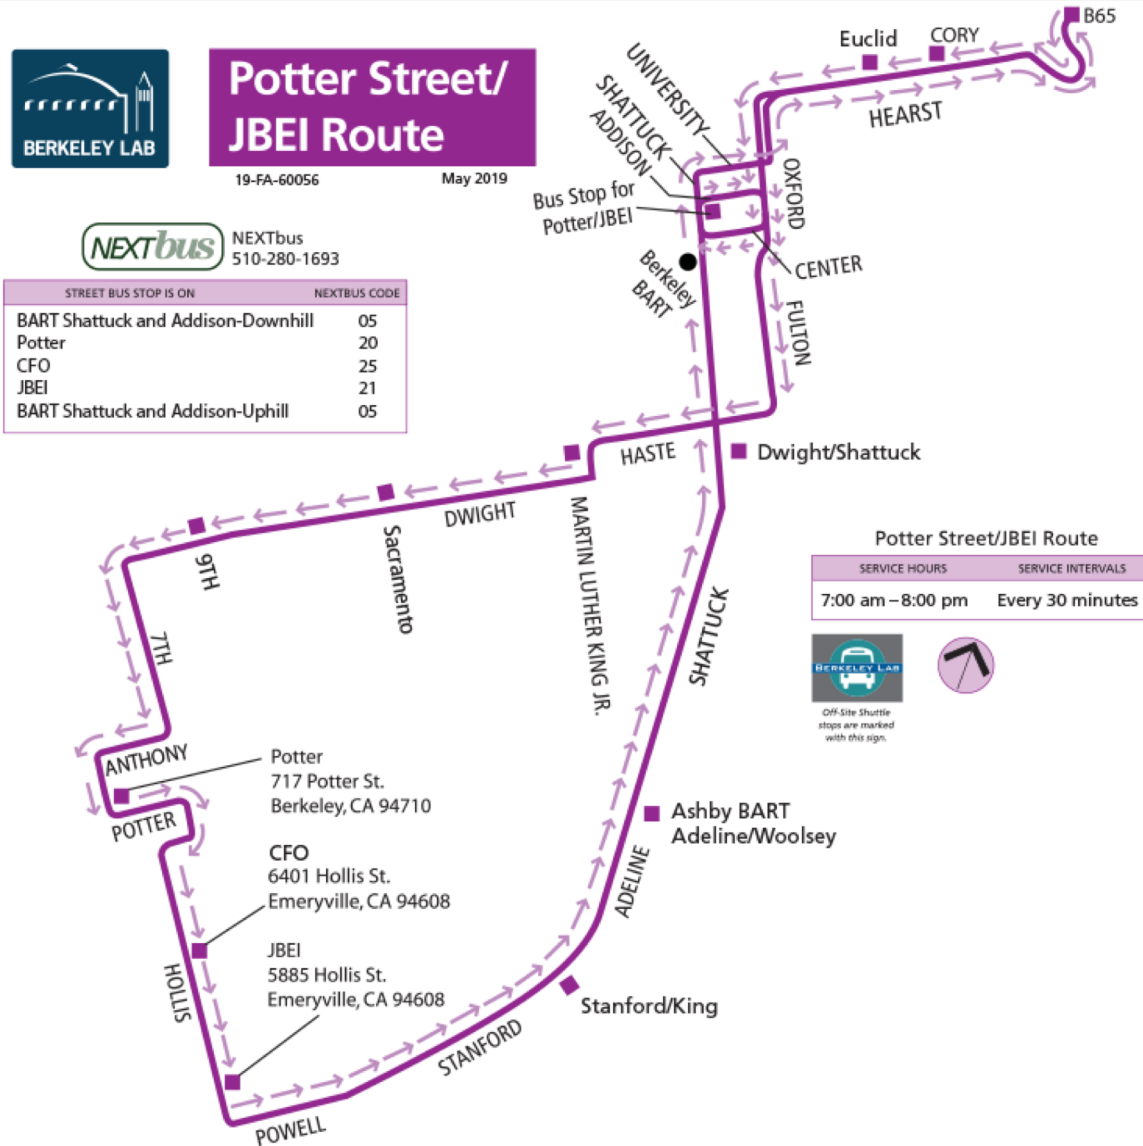 BERKELEY LAB
Potter Street/
JBEI Route
19-FA-60056
May 2019
NEXTbus
NEXTbus
510-280-1693
STREET BUS STOP IS ON NEXTBUS CODE
BART Shattuck and Addison-Downhill 05
Potter 20
CFO 25
JBEI 21
BART Shattuck and Addison-Uphill 05
B65
CORY
Euclid
HEARST
UNIVERSITY
SHATTUCK
ADDISON
Bus Stop for
Potter/JBEI
OXFORD
CENTER
Berkeley
BART
FULTON
HASTE
Dwight/Shattuck
DWIGHT
MARTIN LUTHER KING JR.
Sacramento
9TH
7TH
SHATTUCK
Potter Street/JBEI Route
SERVICE HOURS SERVICE INTERVALS
7:00 am – 8:00 pm Every 30 minutes
BERKELEY LAB
Off-Site Shuttle
stops are marked
with this sign.
ANTHONY
Potter
717 Potter St.
Berkeley, CA 94710
POTTER
CFO
6401 Hollis St.
Emeryville, CA 94608
Ashby BART
Adeline/Woolsey
ADELINE
JBEI
5885 Hollis St.
Emeryville, CA 94608
HOLLIS
Stanford/King
STANFORD
POWELL